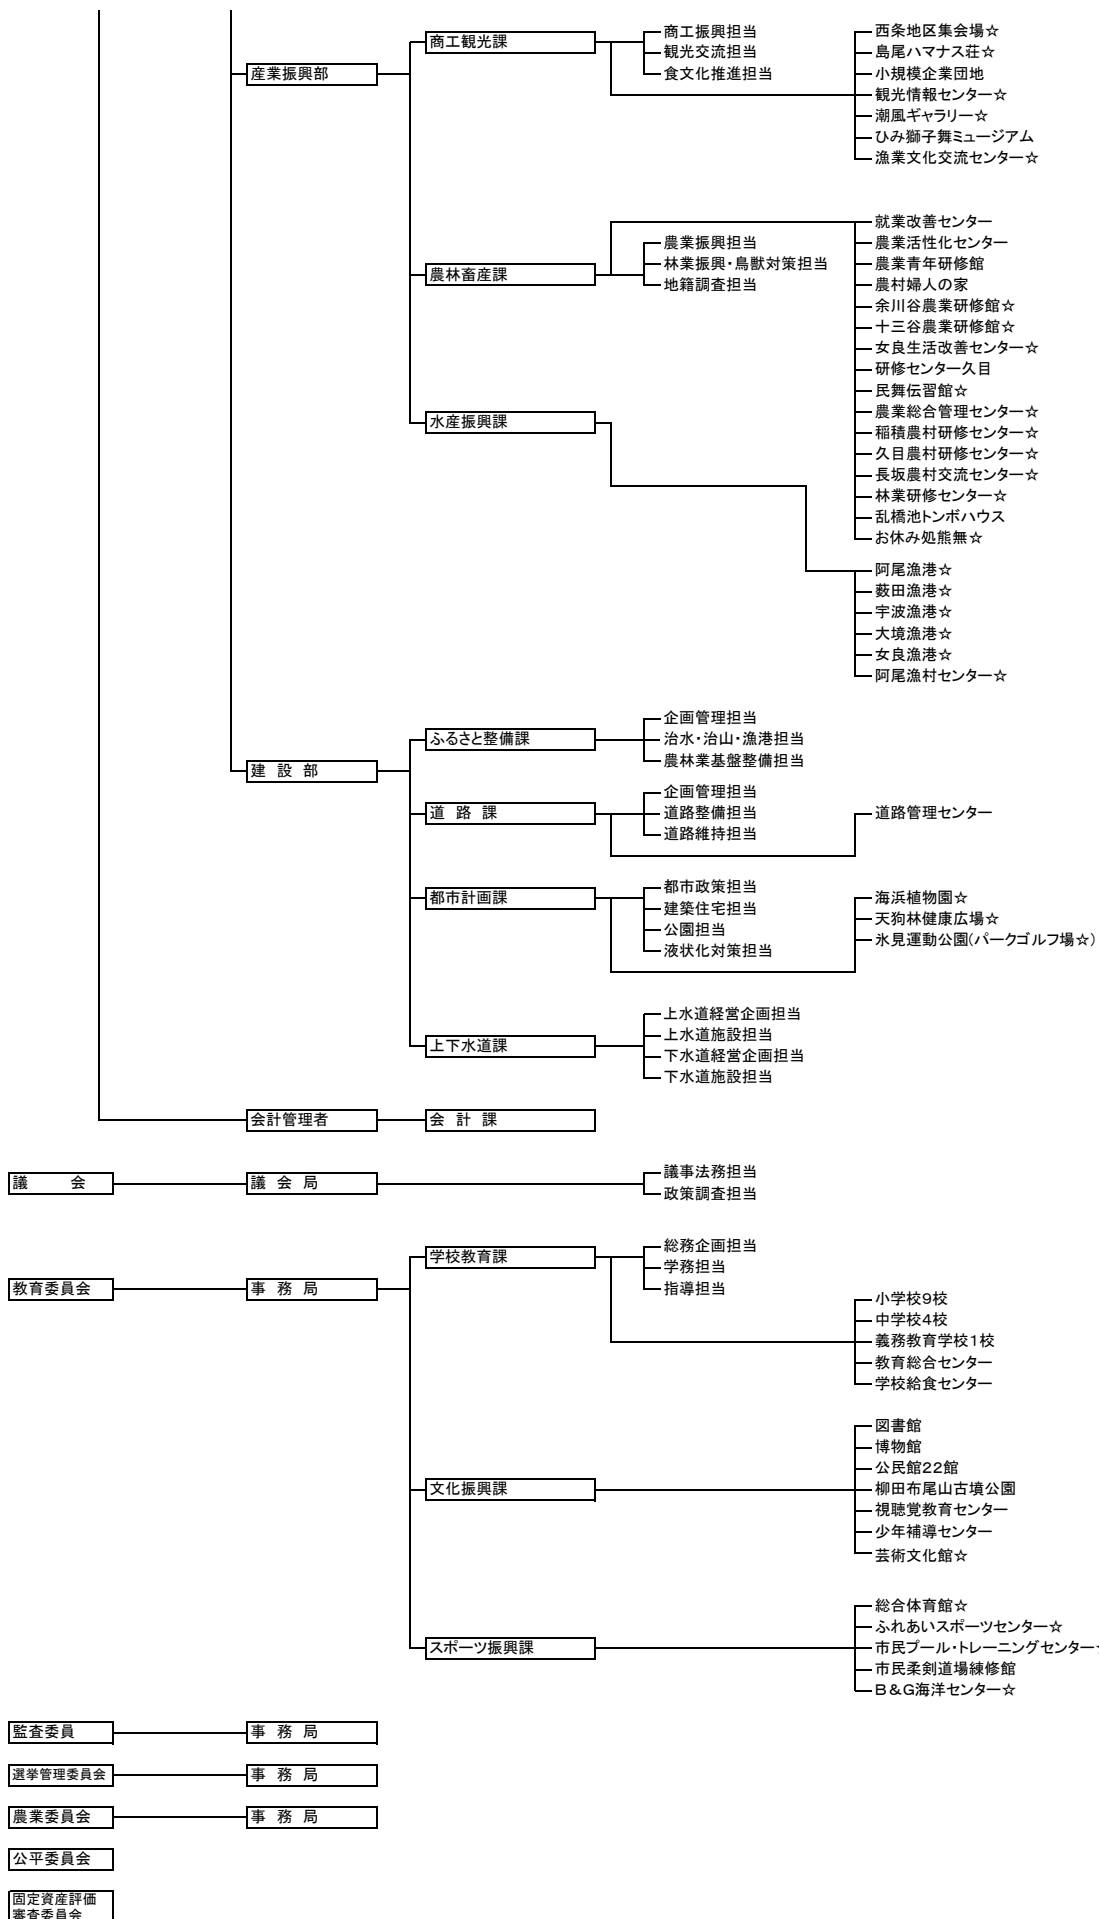 産業振興部
商工観光課
商工振興担当
観光交流担当
食文化推進担当
西条地区集会場☆
島尾ハマナス荘☆
小規模企業団地
観光情報センター☆
潮風ギャラリー☆
ひみ獅子舞ミュージアム
漁業文化交流センター☆
農林畜産課
農業振興担当
林業振興・鳥獣対策担当
地籍調査担当
就業改善センター
農業活性化センター
農業青年研修館
農村婦人の家
余川谷農業研修館☆
十三谷農業研修館☆
女良生活改善センター☆
研修センター久目
民舞伝習館☆
農業総合管理センター☆
稲積農村研修センター☆
久目農村研修センター☆
長坂農村交流センター☆
林業研修センター☆
乱橋池トンボハウス
お休み処熊無☆
水産振興課
阿尾漁港☆
薮田漁港☆
宇波漁港☆
大境漁港☆
女良漁港☆
阿尾漁村センター☆
建 設 部
ふるさと整備課
企画管理担当
治水・治山・漁港担当
農林業基盤整備担当
道 路 課
企画管理担当
道路整備担当
道路維持担当
道路管理センター
都市計画課
都市政策担当
建築住宅担当
公園担当
液状化対策担当
海浜植物園☆
天狗林健康広場☆
氷見運動公園(パークゴルフ場☆)
上下水道課
上水道経営企画担当
上水道施設担当
下水道経営企画担当
下水道施設担当
会計管理者
会 計 課
議 会
議 会 局
議事法務担当
政策調査担当
教育委員会
事 務 局
学校教育課
総務企画担当
学務担当
指導担当
小学校9校
中学校4校
義務教育学校1校
教育総合センター
学校給食センター
文化振興課
図書館
博物館
公民館22館
柳田布尾山古墳公園
視聴覚教育センター
少年補導センター
芸術文化館☆
スポーツ振興課
総合体育館☆
ふれあいスポーツセンター☆
市民プール・トレーニングセンター☆
市民柔剣道場練修館
B&G海洋センター☆
監査委員
事 務 局
選挙管理委員会
事 務 局
農業委員会
事 務 局
公平委員会
固定資産評価
審査委員会